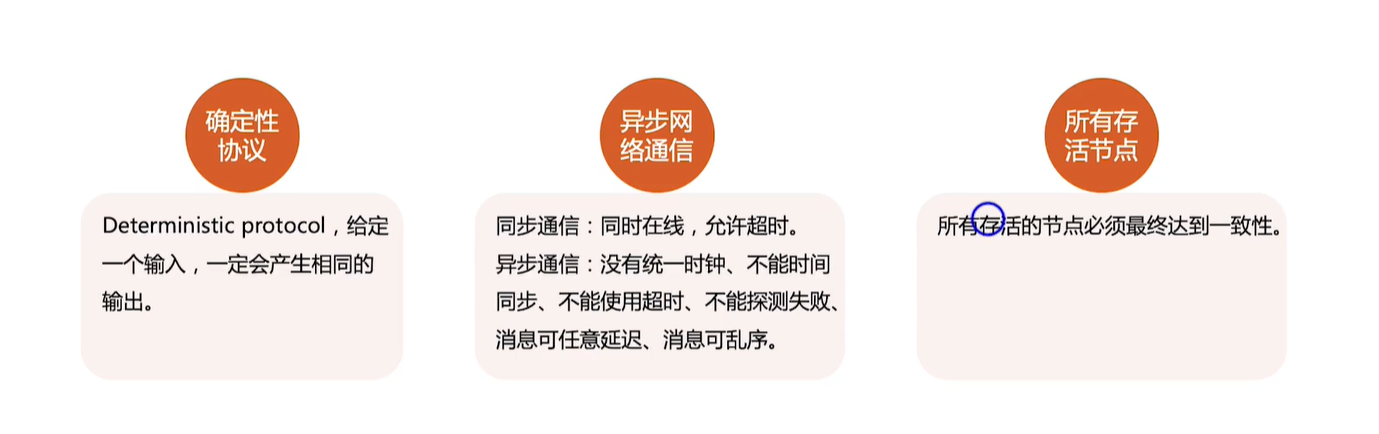 确定性
协议
Deterministic protocol，给定
一个输入，一定会产生相同的
输出。
异步网
络通信
同步通信：同时在线，允许超时。
异步通信：没有统一时钟、不能时间
同步、不能使用超时、不能探测失败、
消息可任意延迟、消息可乱序。
所有存
活节点
所有存活的节点必须最终达到一致性。